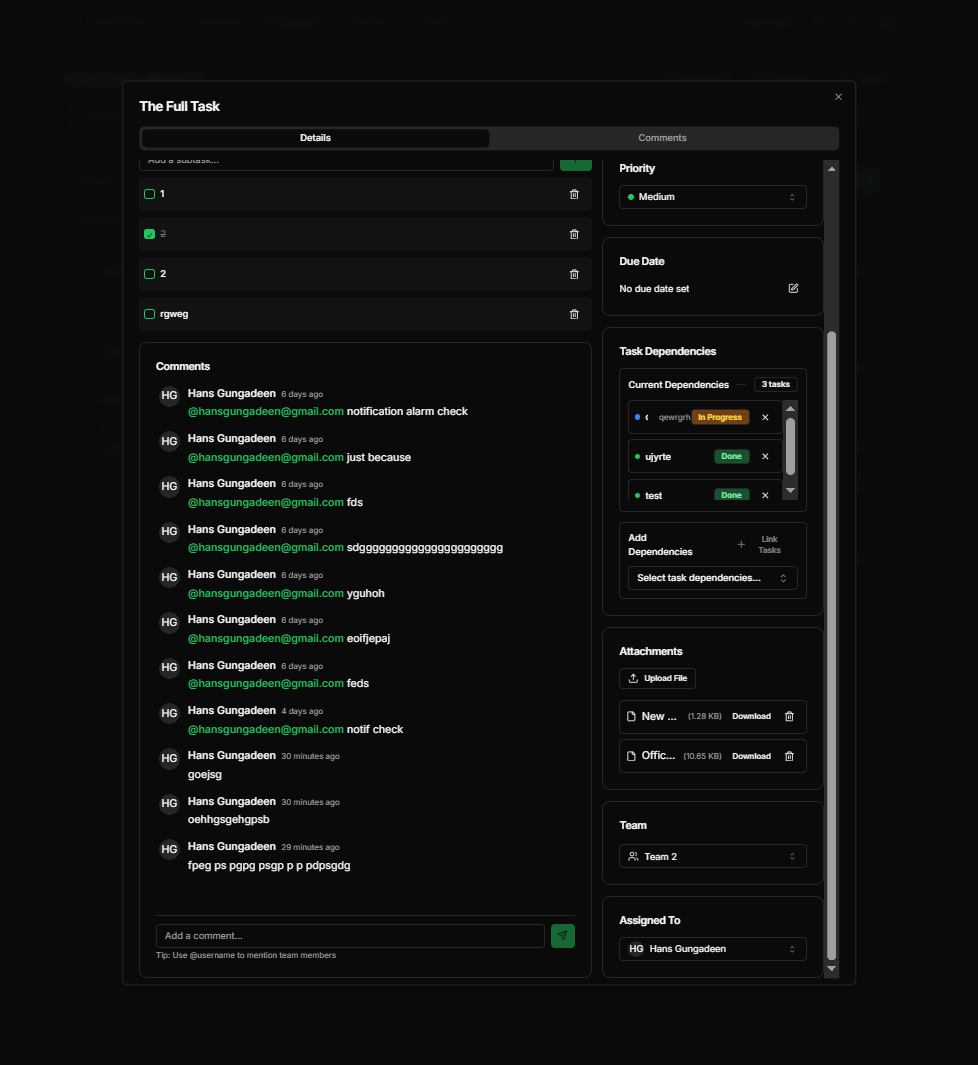 The Full Task
Details
Comments
Add a subtask...
1
2
2
rgweg
Comments
HG
Hans Gungadeen 6 days ago
@hansgungadeen@gmail.com notification alarm check
HG
Hans Gungadeen 6 days ago
@hansgungadeen@gmail.com just because
HG
Hans Gungadeen 6 days ago
@hansgungadeen@gmail.com fds
HG
Hans Gungadeen 6 days ago
@hansgungadeen@gmail.com sdgggggggggggggggggggggg
HG
Hans Gungadeen 6 days ago
@hansgungadeen@gmail.com yguhoh
HG
Hans Gungadeen 6 days ago
@hansgungadeen@gmail.com eoifjepaj
HG
Hans Gungadeen 6 days ago
@hansgungadeen@gmail.com feds
HG
Hans Gungadeen 4 days ago
@hansgungadeen@gmail.com notif check
HG
Hans Gungadeen 30 minutes ago
goejsg
HG
Hans Gungadeen 30 minutes ago
oehhgsgehgpsb
HG
Hans Gungadeen 29 minutes ago
fpeg ps pgpg psgp p p pdpsgdg
Add a comment...
Tip: Use @username to mention team members
Priority
Medium
Due Date
No due date set
Task Dependencies
Current Dependencies 3 tasks
qewrgrh In Progress
ujyrte Done
test Done
Add
Dependencies
Link
Tasks
Select task dependencies...
Attachments
Upload File
New ... (1.28 KB) Download
Offic... (10.65 KB) Download
Team
Team 2
Assigned To
HG Hans Gungadeen